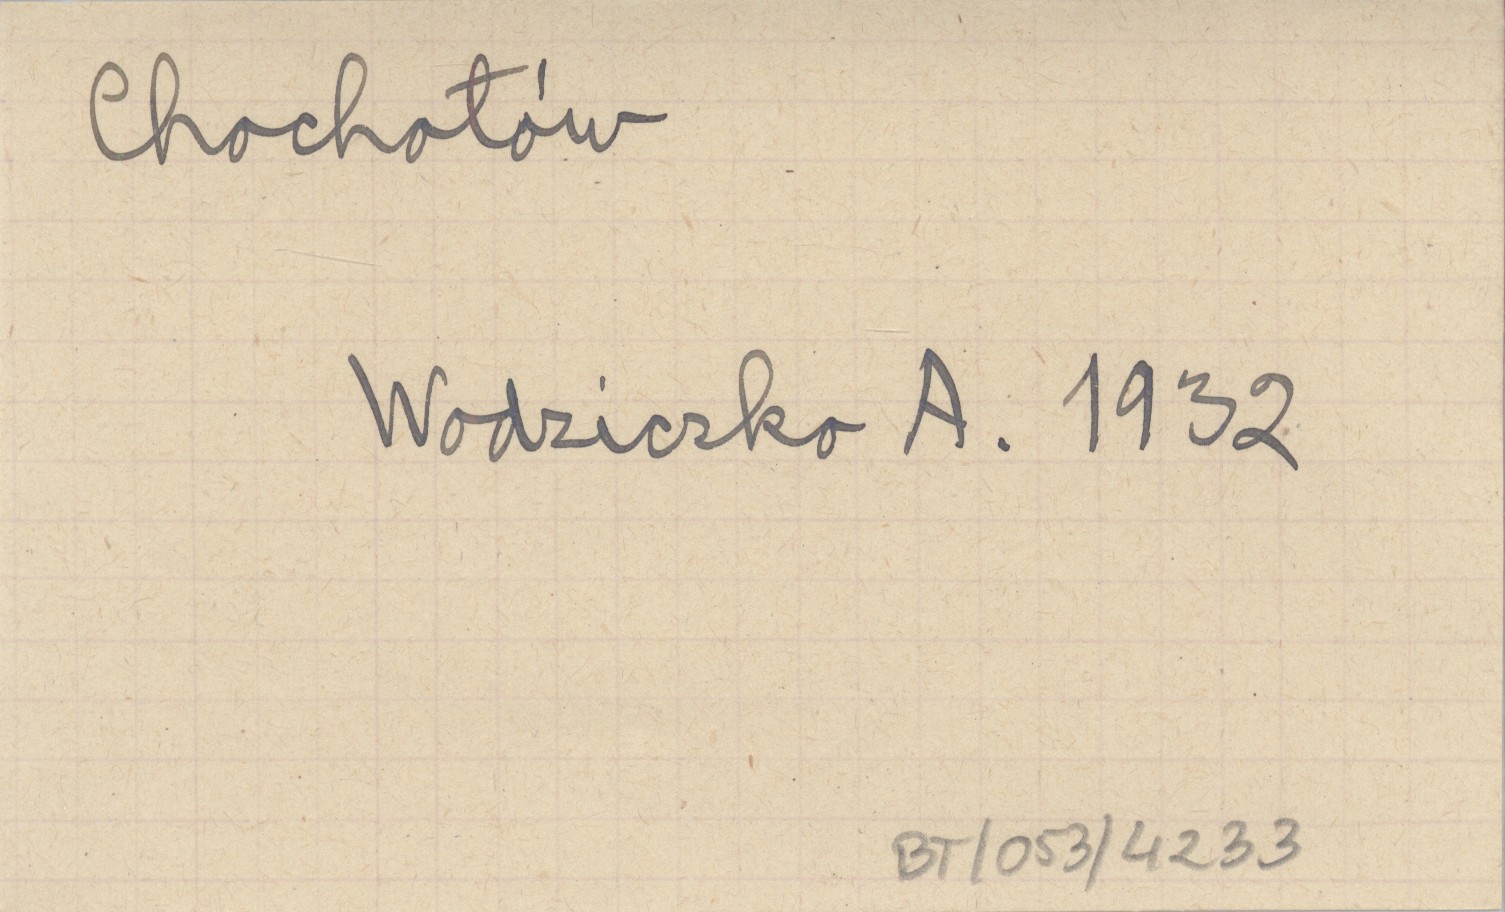 Chochołów
Wodziczko A. 1932
BT/053/4233